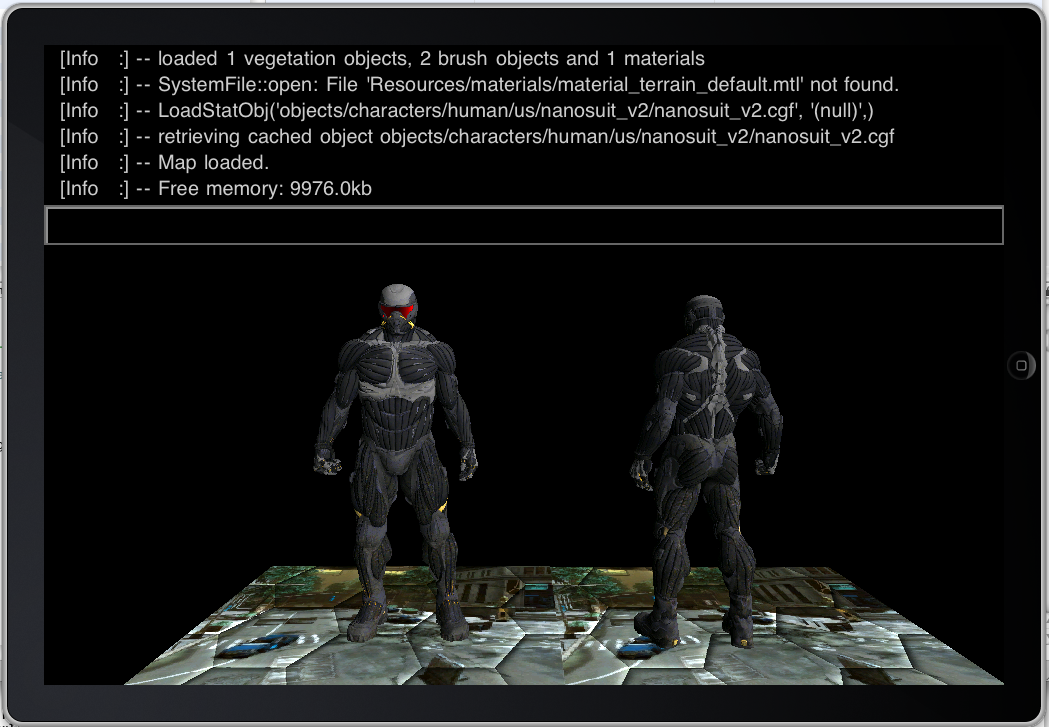 [Info :] -- loaded 1 vegetation objects, 2 brush objects and 1 materials
[Info :] -- SystemFile::open: File 'Resources/materials/material_terrain_default.mtl' not found.
[Info :] -- LoadStatObj('objects/characters/human/us/nanosuit_v2/nanosuit_v2.cgf', '(null)',)
[Info :] -- retrieving cached object objects/characters/human/us/nanosuit_v2/nanosuit_v2.cgf
[Info :] -- Map loaded.
[Info :] -- Free memory: 9976.0kb